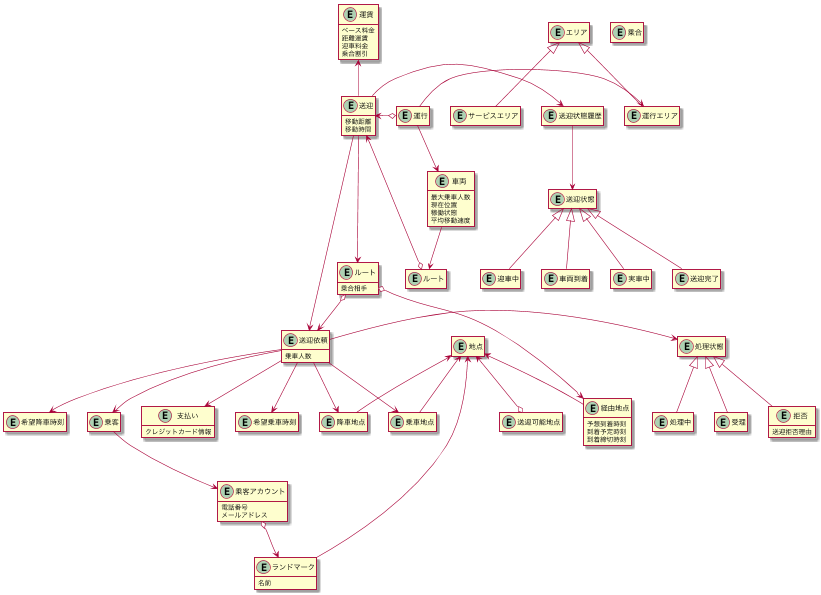 E 運賃
ベース料金
距離運賃
迎車料金
乗合割引
E エリア
E 乗合
E 送迎
移動距離
移動時間
E 運行
E サービスエリア
E 送迎状態履歴
E 運行エリア
E 車両
最大乗車人数
現在位置
稼働状態
平均移動速度
E 送迎状態
E ルート
乗合相手
E ルート
E 迎車中
E 車両到着
E 実車中
E 送迎完了
E 送迎依頼
乗車人数
E 地点
E 処理状態
E 希望降車時刻
E 乗客
E 支払い
クレジットカード情報
E 希望乗車時刻
E 降車地点
E 乗車地点
E 送迎可能地点
E 経由地点
予想到着時刻
到着予定時刻
到着締切時刻
E 処理中
E 受理
E 拒否
送迎拒否理由
E 乗客アカウント
電話番号
メールアドレス
E ランドマーク
名前